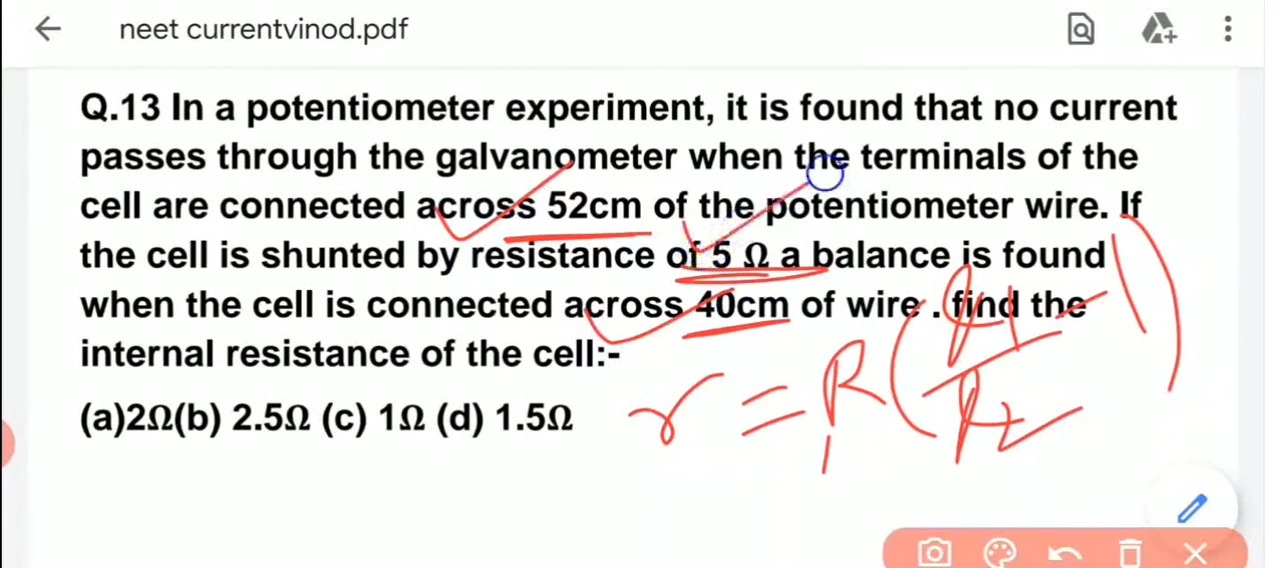 neet currentvinod.pdf
Q.13 In a potentiometer experiment, it is found that no current
passes through the galvanometer when the terminals of the
cell are connected across 52cm of the potentiometer wire. If
the cell is shunted by resistance of 5 Ω a balance is found
when the cell is connected across 40cm of wire . find the
internal resistance of the cell:-
(a)2Ω(b) 2.5Ω (c) 1Ω (d) 1.5Ω
r = R(l1/l2 - 1)